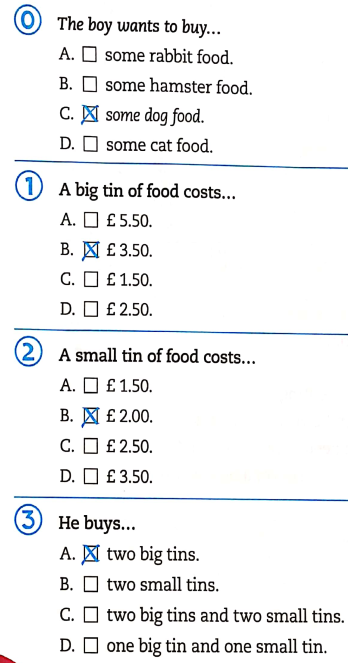 0 The boy wants to buy...
A. some rabbit food.
B. some hamster food.
C. some dog food.
D. some cat food.
1 A big tin of food costs...
A. £ 5.50.
B. £ 3.50.
C. £ 1.50.
D. £ 2.50.
2 A small tin of food costs...
A. £ 1.50.
B. £ 2.00.
C. £ 2.50.
D. £ 3.50.
3 He buys...
A. two big tins.
B. two small tins.
C. two big tins and two small tins.
D. one big tin and one small tin.